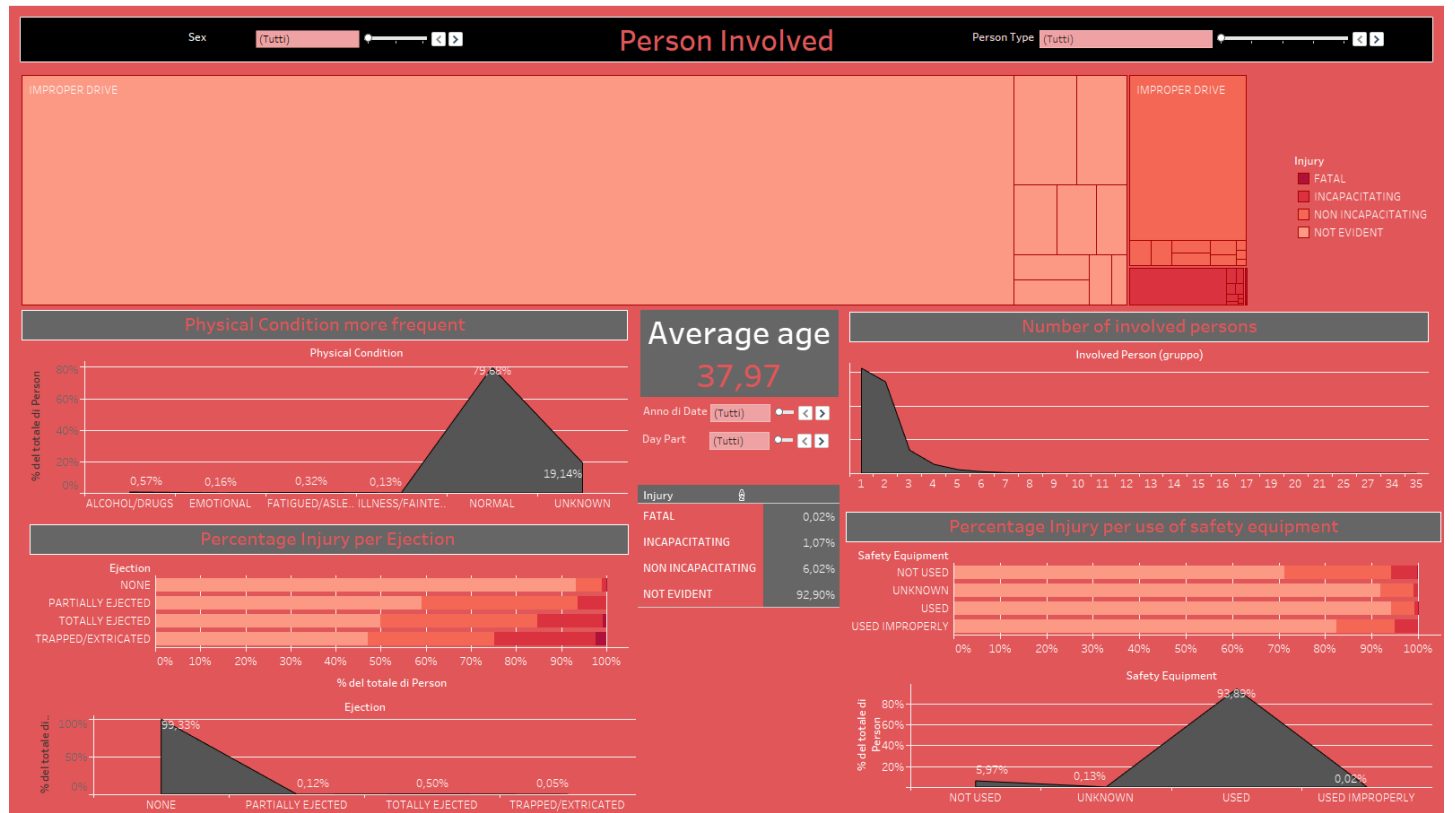 Sex
(Tutti)
Person Involved
Person Type
(Tutti)
IMPROPER DRIVE
IMPROPER DRIVE
Injury
FATAL
INCAPACITATING
NON INCAPACITATING
NOT EVIDENT
Physical Condition more frequent
Physical Condition
% del totale di Person
80%
60%
40%
20%
0%
0,57%
0,16%
0,32%
0,13%
79,68%
19,14%
ALCOHOL/DRUGS
EMOTIONAL
FATIGUED/ASLE..
ILLNESS/FAINTE..
NORMAL
UNKNOWN
Average age
37,97
Anno di Date
(Tutti)
Day Part
(Tutti)
Number of involved persons
Involved Person (gruppo)
1 2 3 4 5 6 7 8 9 10 11 12 13 14 15 16 17 19 20 21 25 27 34 35
Injury
FATAL 0,02%
INCAPACITATING 1,07%
NON INCAPACITATING 6,02%
NOT EVIDENT 92,90%
Percentage Injury per Ejection
Ejection
NONE
PARTIALLY EJECTED
TOTALLY EJECTED
TRAPPED/EXTRICATED
0% 10% 20% 30% 40% 50% 60% 70% 80% 90% 100%
% del totale di Person
Percentage Injury per use of safety equipment
Safety Equipment
NOT USED
UNKNOWN
USED
USED IMPROPERLY
0% 10% 20% 30% 40% 50% 60% 70% 80% 90% 100%
Ejection
% del totale di..
100%
50%
0%
99,33%
0,12%
0,50%
0,05%
NONE
PARTIALLY EJECTED
TOTALLY EJECTED
TRAPPED/EXTRICATED
Safety Equipment
% del totale di
Person
80%
60%
40%
20%
5,97%
0,13%
93,89%
0,02%
NOT USED
UNKNOWN
USED
USED IMPROPERLY